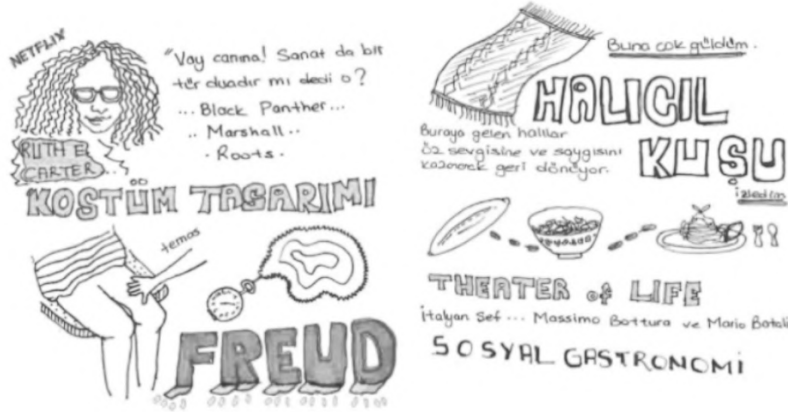 NETFLIX
"Vay canına! Sanat da bir
tür duadır mı dedi o?
... Black Panther...
.. Marshall ..
. Roots .
RUTH E.
CARTER...
KOSTÜM TASARIMI
temas
FREUD
Buna çok güldüm.
HALICIL
KUŞU
izledim
Buraya gelen halılar
öz sevgisine ve saygısını
kazanarak geri dönüyor.
THEATER of LIFE
İtalyan Şef ... Massimo Bottura ve Mario Batali
SOSYAL GASTRONOMİ